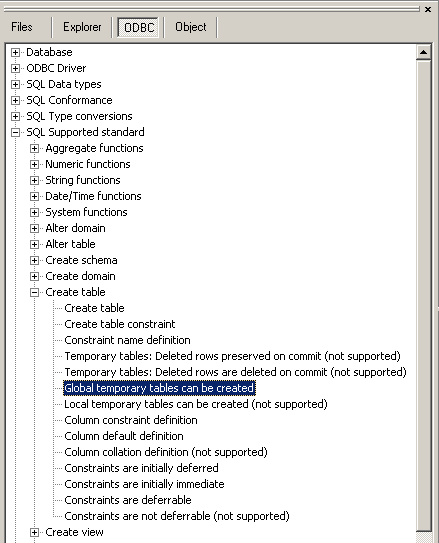 Files Explorer ODBC Object
Database
ODBC Driver
SQL Data types
SQL Conformance
SQL Type conversions
SQL Supported standard
Aggregate functions
Numeric functions
String functions
Date/Time functions
System functions
Alter domain
Alter table
Create schema
Create domain
Create table
Create table
Create table constraint
Constraint name definition
Temporary tables: Deleted rows preserved on commit (not supported)
Temporary tables: Deleted rows are deleted on commit (not supported)
Global temporary tables can be created
Local temporary tables can be created (not supported)
Column constraint definition
Column default definition
Column collation definition (not supported)
Constraints are initially deferred
Constraints are initially immediate
Constraints are deferrable
Constraints are not deferrable (not supported)
Create view